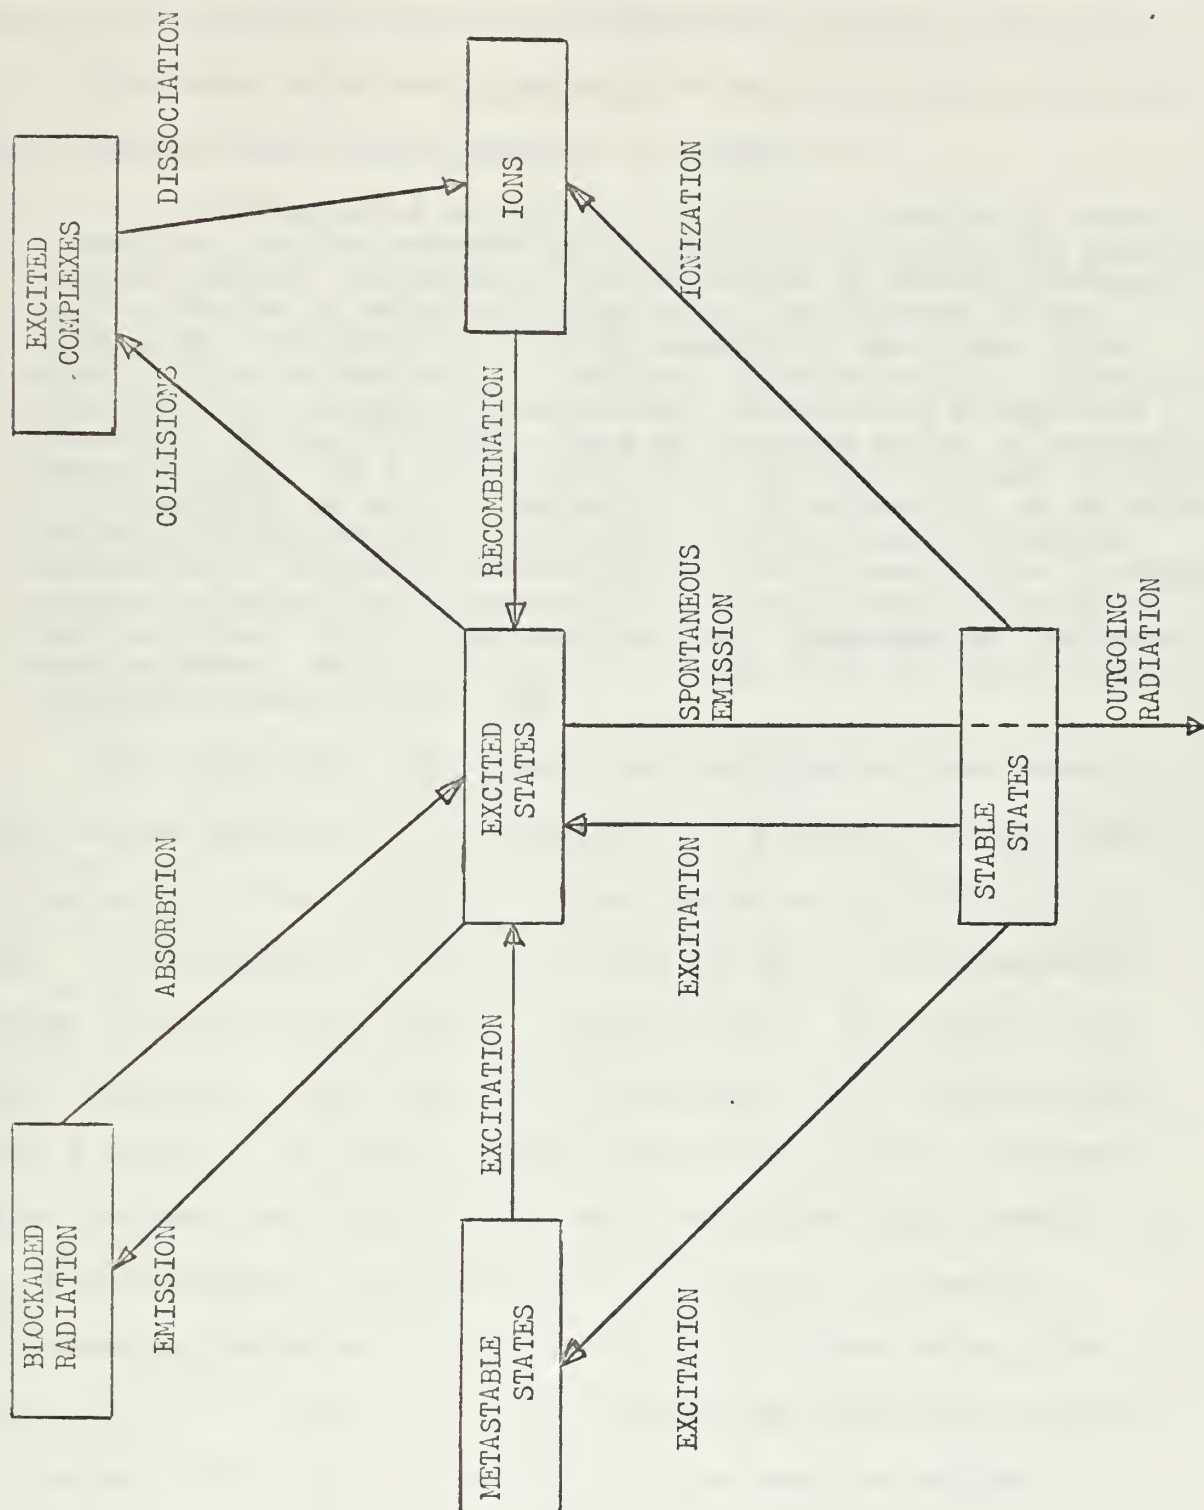 BLOCKADED
RADIATION
EXCITED
COMPLEXES
EMISSION
ABSORBTION
COLLISIONS
DISSOCIATION
METASTABLE
STATES
EXCITATION
EXCITED
STATES
RECOMBINATION
IONS
EXCITATION
EXCITATION
SPONTANEOUS
EMISSION
IONIZATION
STABLE
STATES
OUTGOING
RADIATION